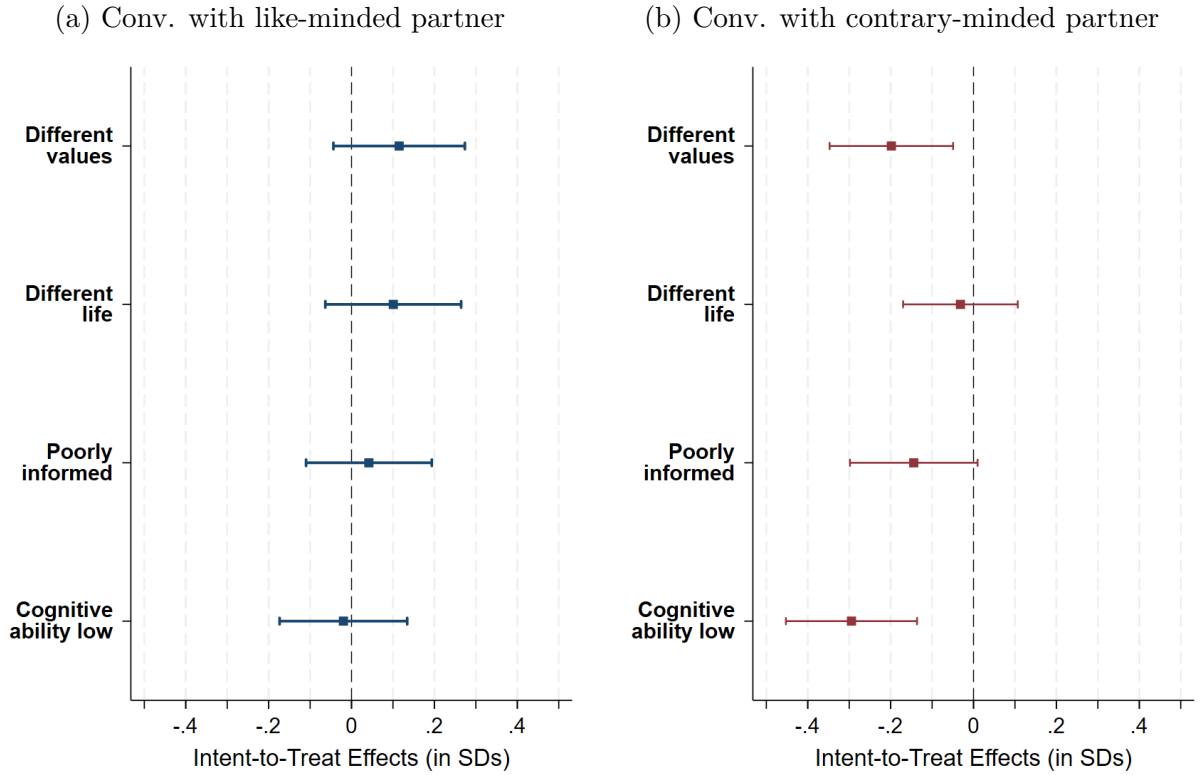 (a) Conv. with like-minded partner
Different
values
Different
life
Poorly
informed
Cognitive
ability low
-.4 -.2 0 .2 .4
Intent-to-Treat Effects (in SDs)
(b) Conv. with contrary-minded partner
Different
values
Different
life
Poorly
informed
Cognitive
ability low
-.4 -.2 0 .2 .4
Intent-to-Treat Effects (in SDs)